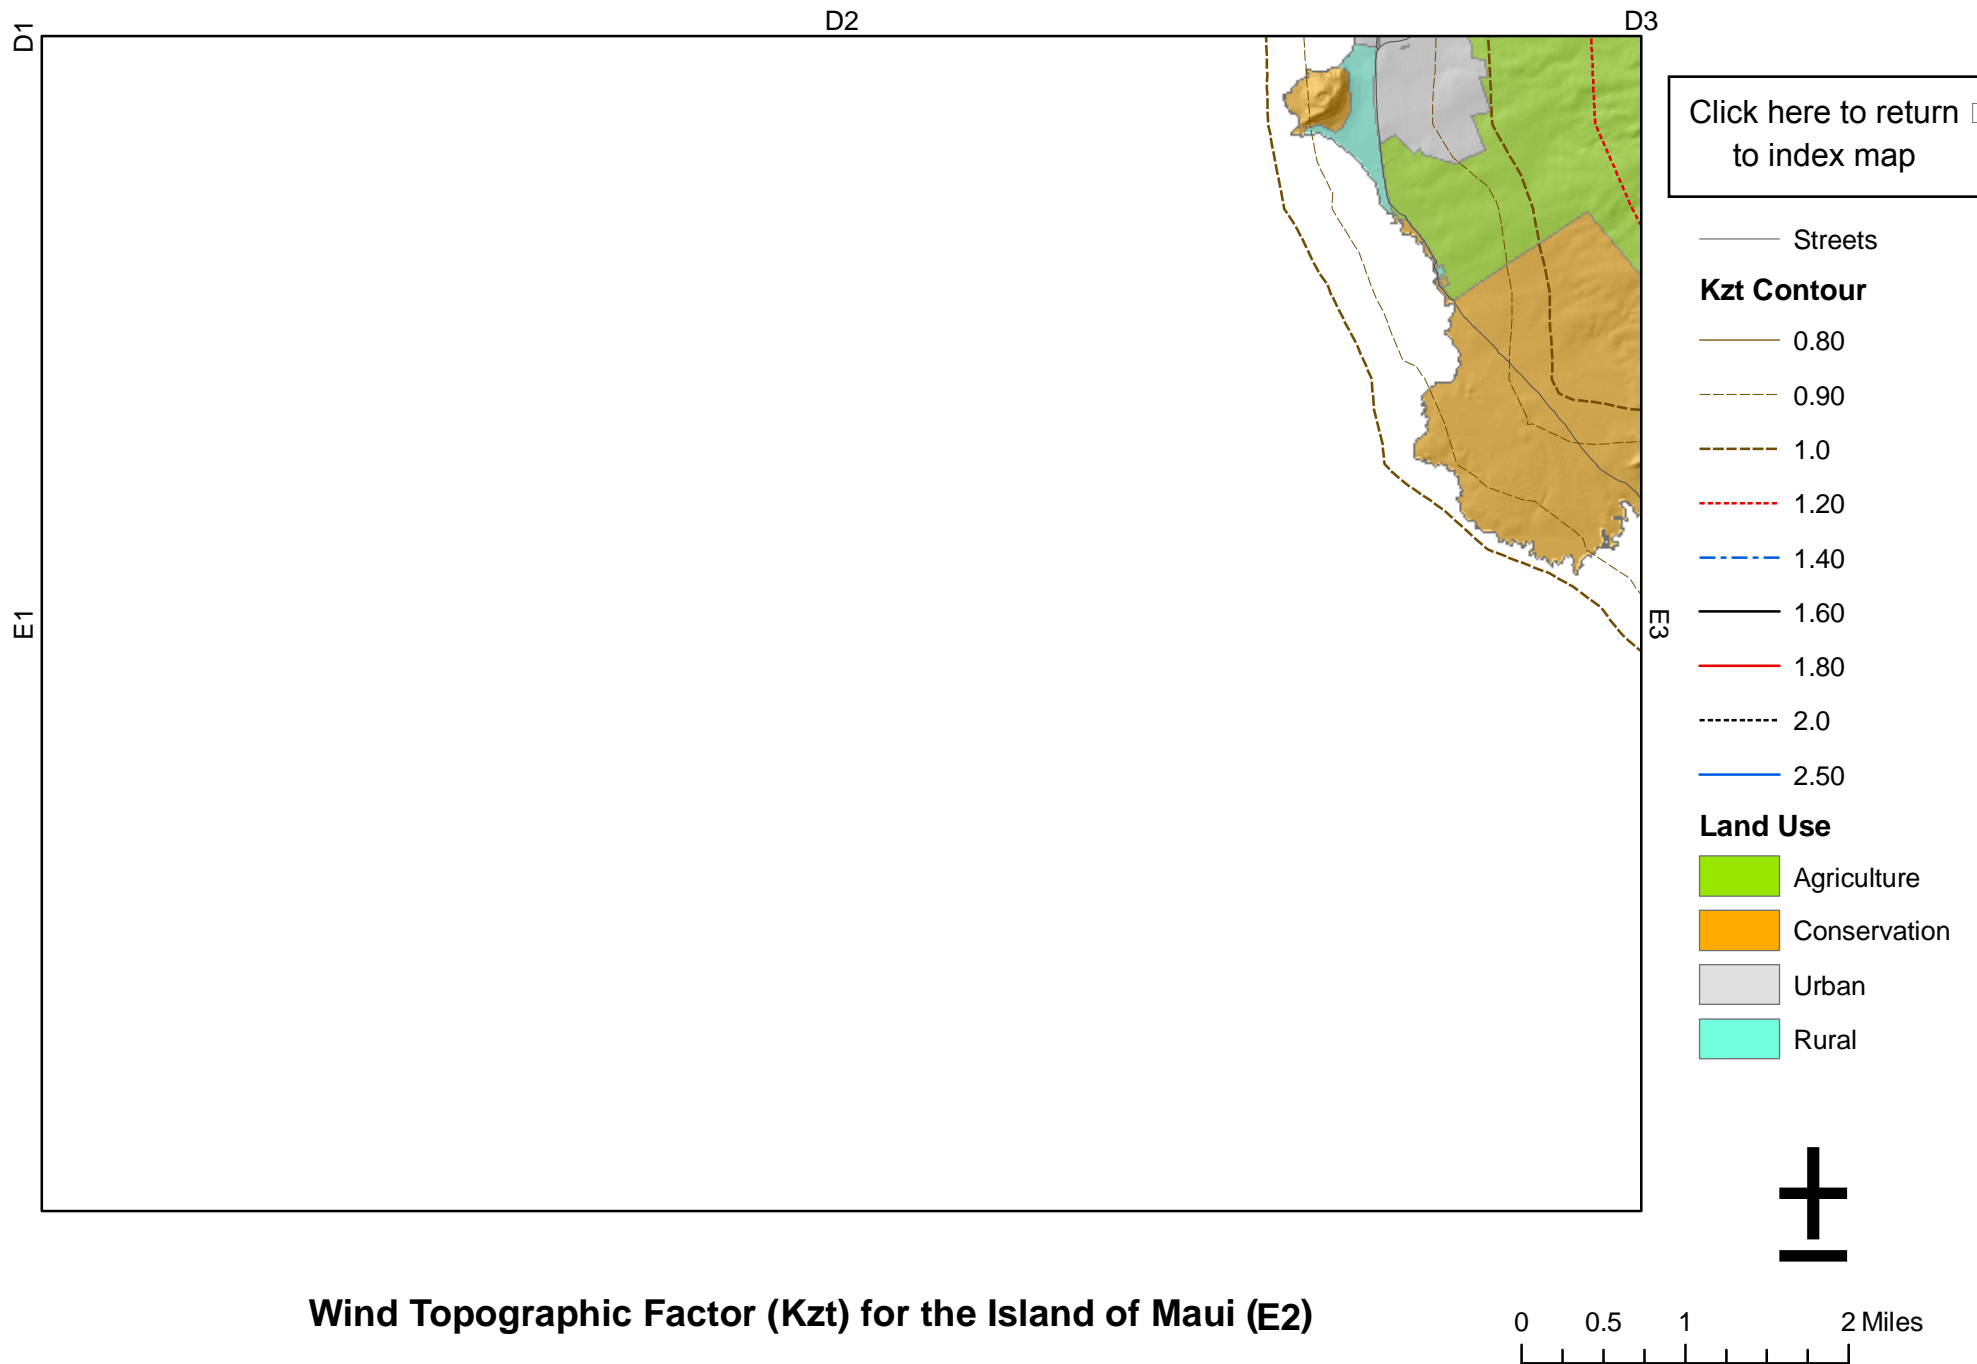 D1
D2
D3
Click here to return
to index map
Streets
Kzt Contour
0.80
0.90
1.0
1.20
1.40
1.60
1.80
2.0
2.50
E1
E3
Land Use
Agriculture
Conservation
Urban
Rural
±
Wind Topographic Factor (Kzt) for the Island of Maui (E2)
0 0.5 1 2 Miles